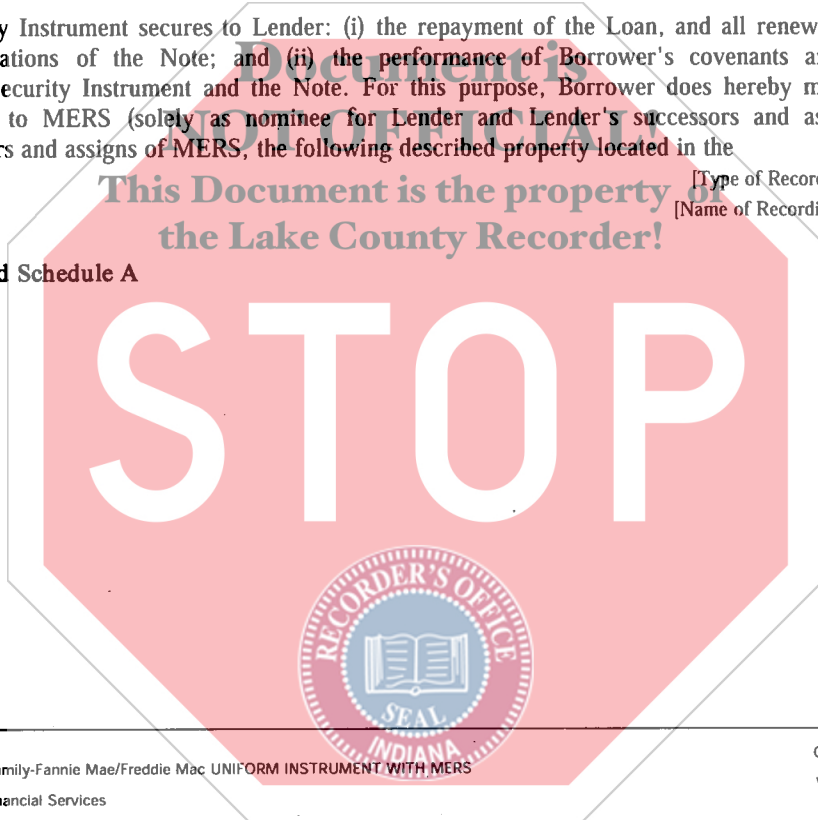 y Instrument secures to Lender: (i) the repayment of the Loan, and all renew
ations of the Note; and (ii) the performance of Borrower's covenants a
ecurity Instrument and the Note. For this purpose, Borrower does hereby m
to MERS (solely as nominee for Lender and Lender's successors and as
rs and assigns of MERS, the following described property located in the
[Type of Recor
[Name of Recordi
Document is
NOT OFFICIAL!
This Document is the property of
the Lake County Recorder!
d Schedule A
STOP
RECORDER'S OFFICE
SEAL
INDIANA
mily-Fannie Mae/Freddie Mac UNIFORM INSTRUMENT WITH MERS
nancial Services